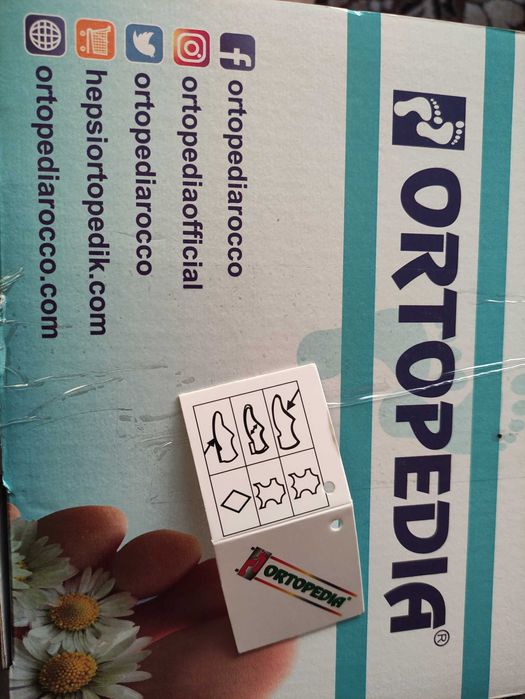 ORTOPEDIA®
ortopediarocco
ortopediaofficial
ortopediarocco
hepsiortopedik.com
ortopediarocco.com
ORTOPEDIA